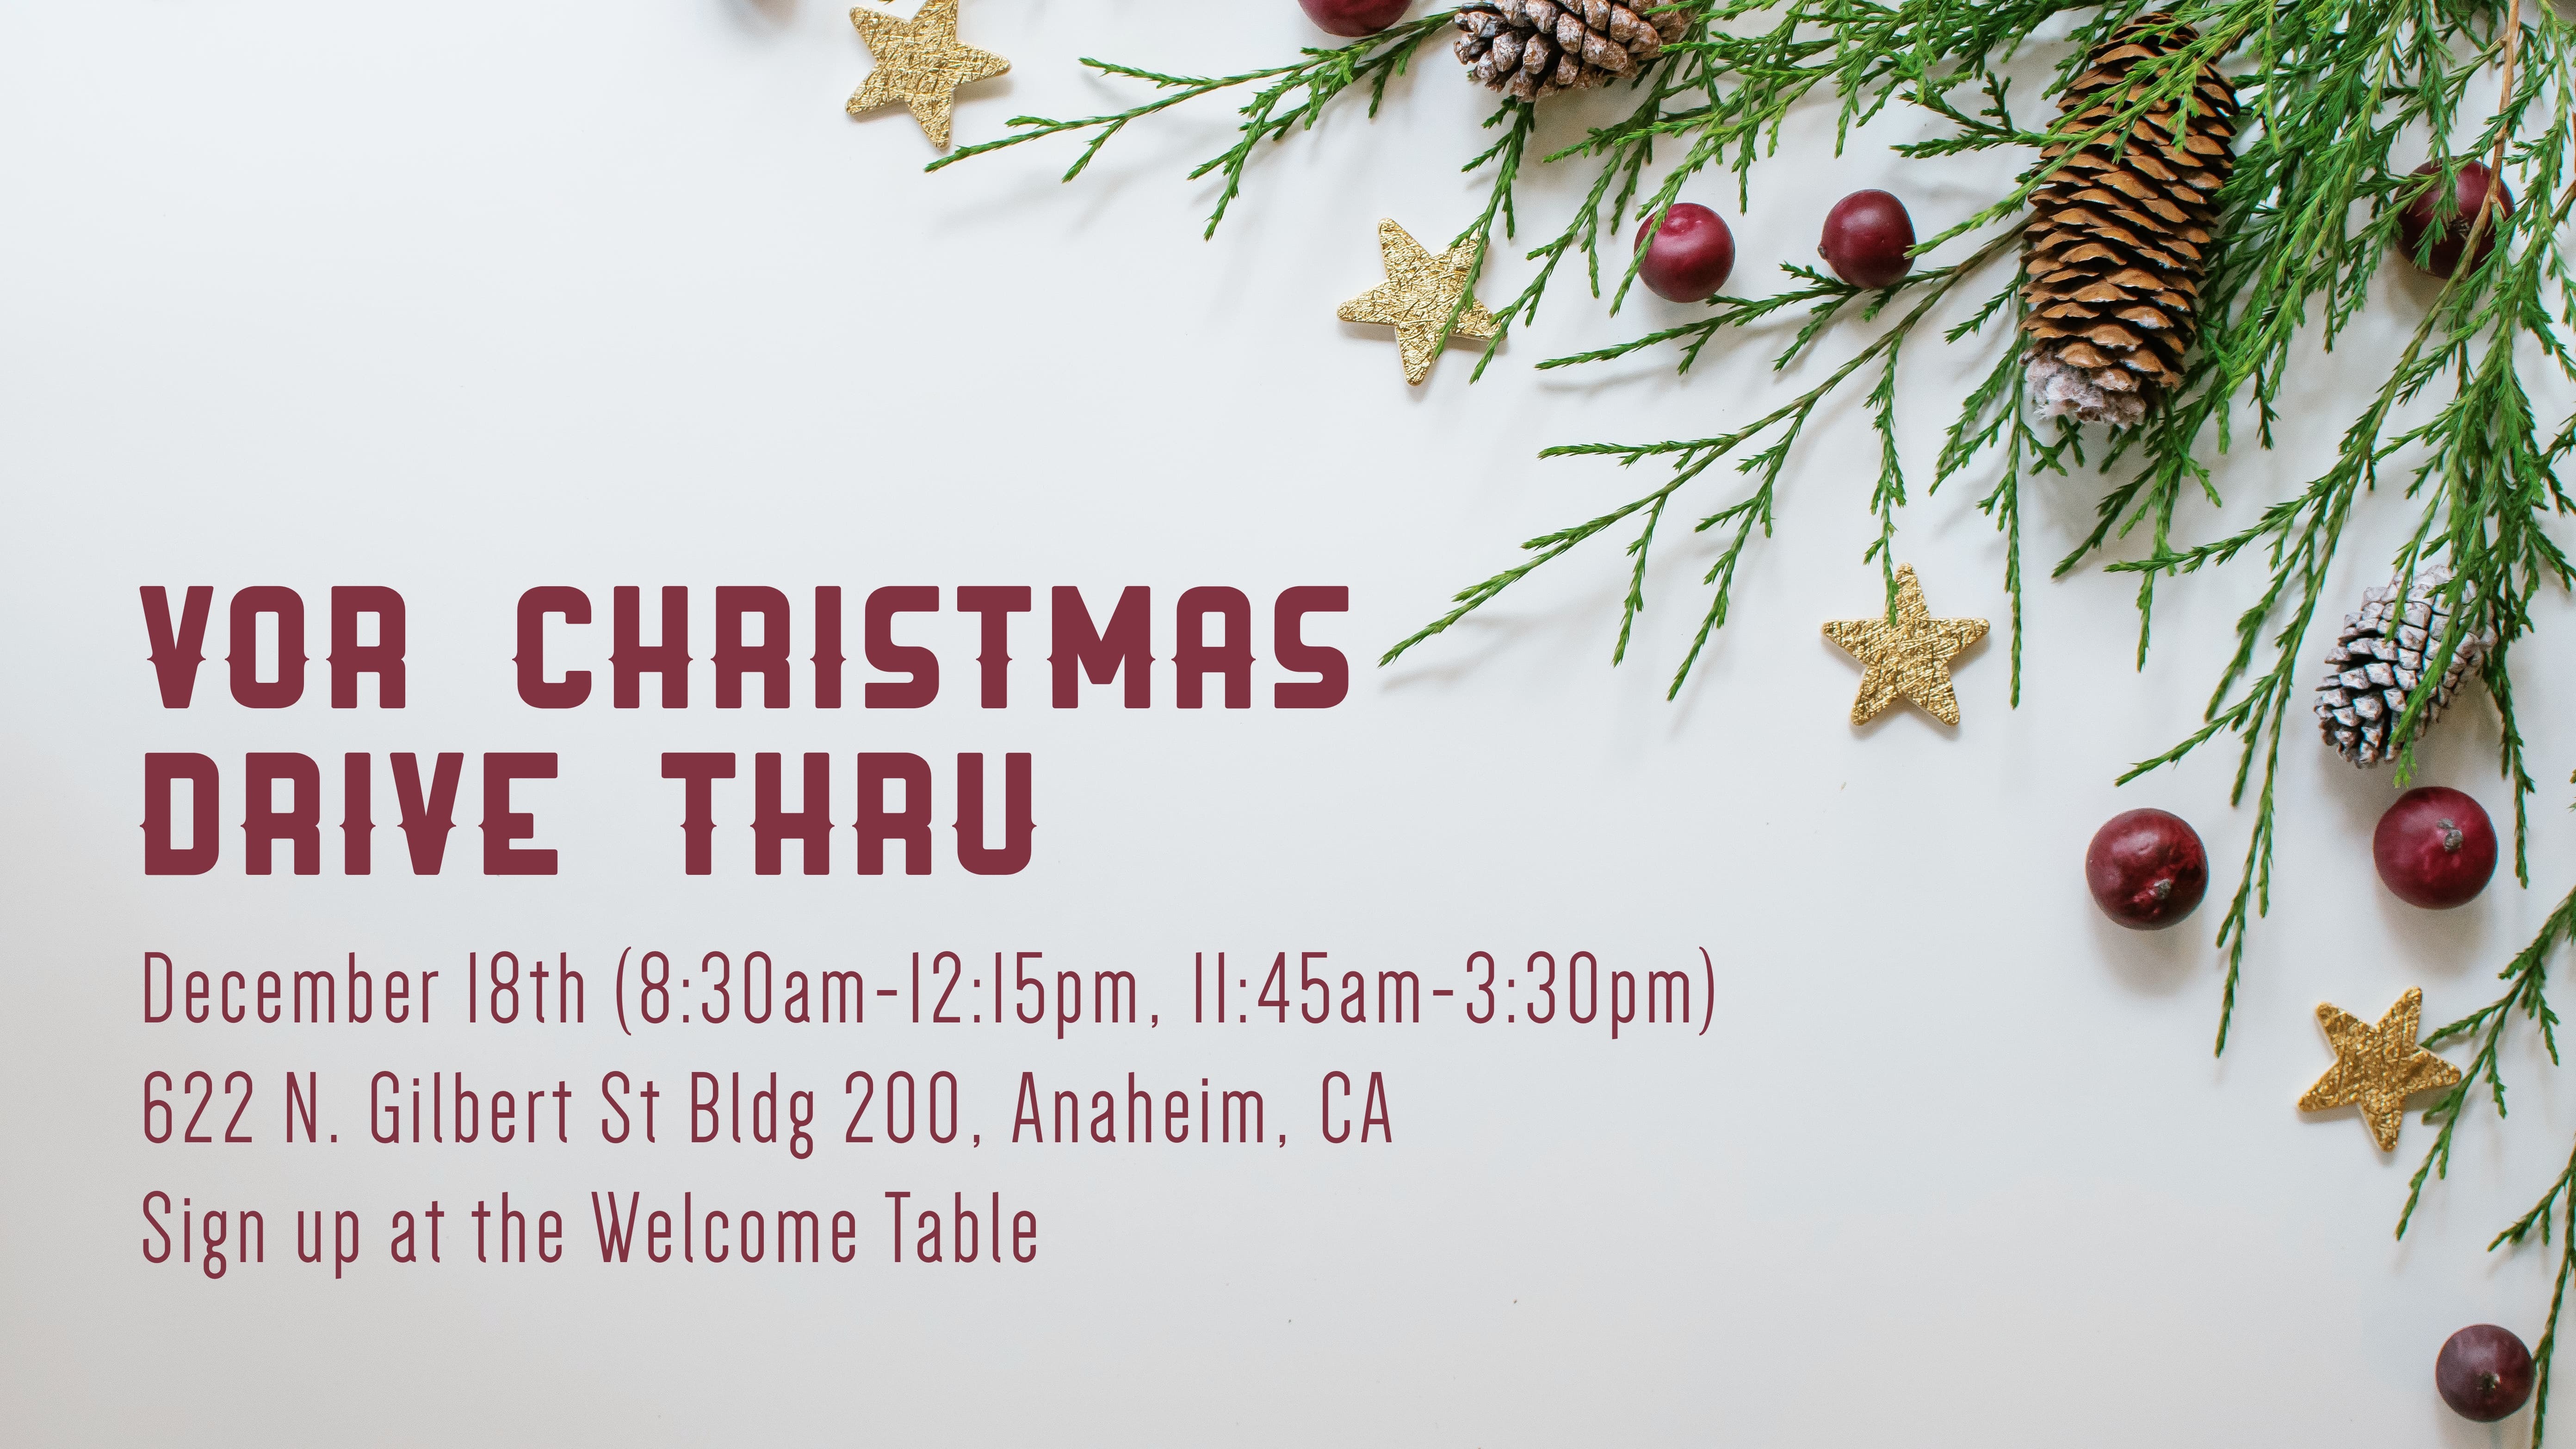 VOR CHRISTMAS
DRIVE THRU
December 18th (8:30am-12:15pm, 11:45am-3:30pm)
622 N. Gilbert St Bldg 200, Anaheim, CA
Sign up at the Welcome Table